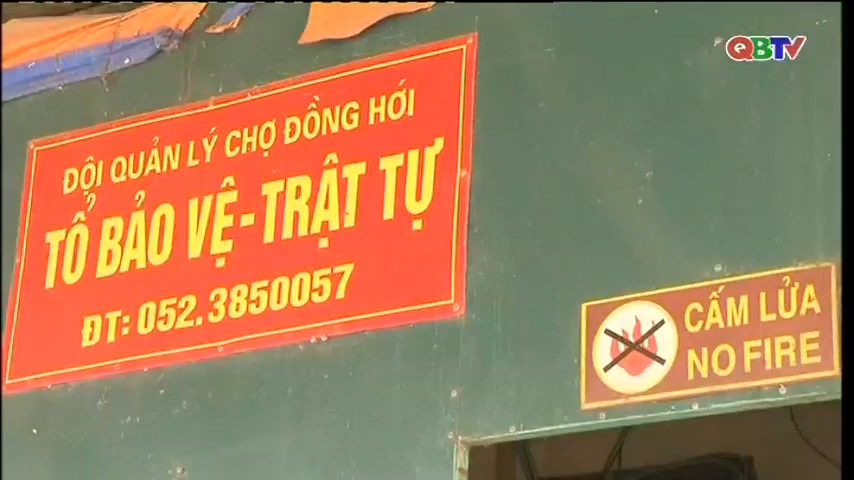 QBTV
ĐỘI QUẢN LÝ CHỢ ĐỒNG HỚI
TỔ BẢO VỆ - TRẬT TỰ
ĐT: 052.3850057
CẤM LỬA
NO FIRE